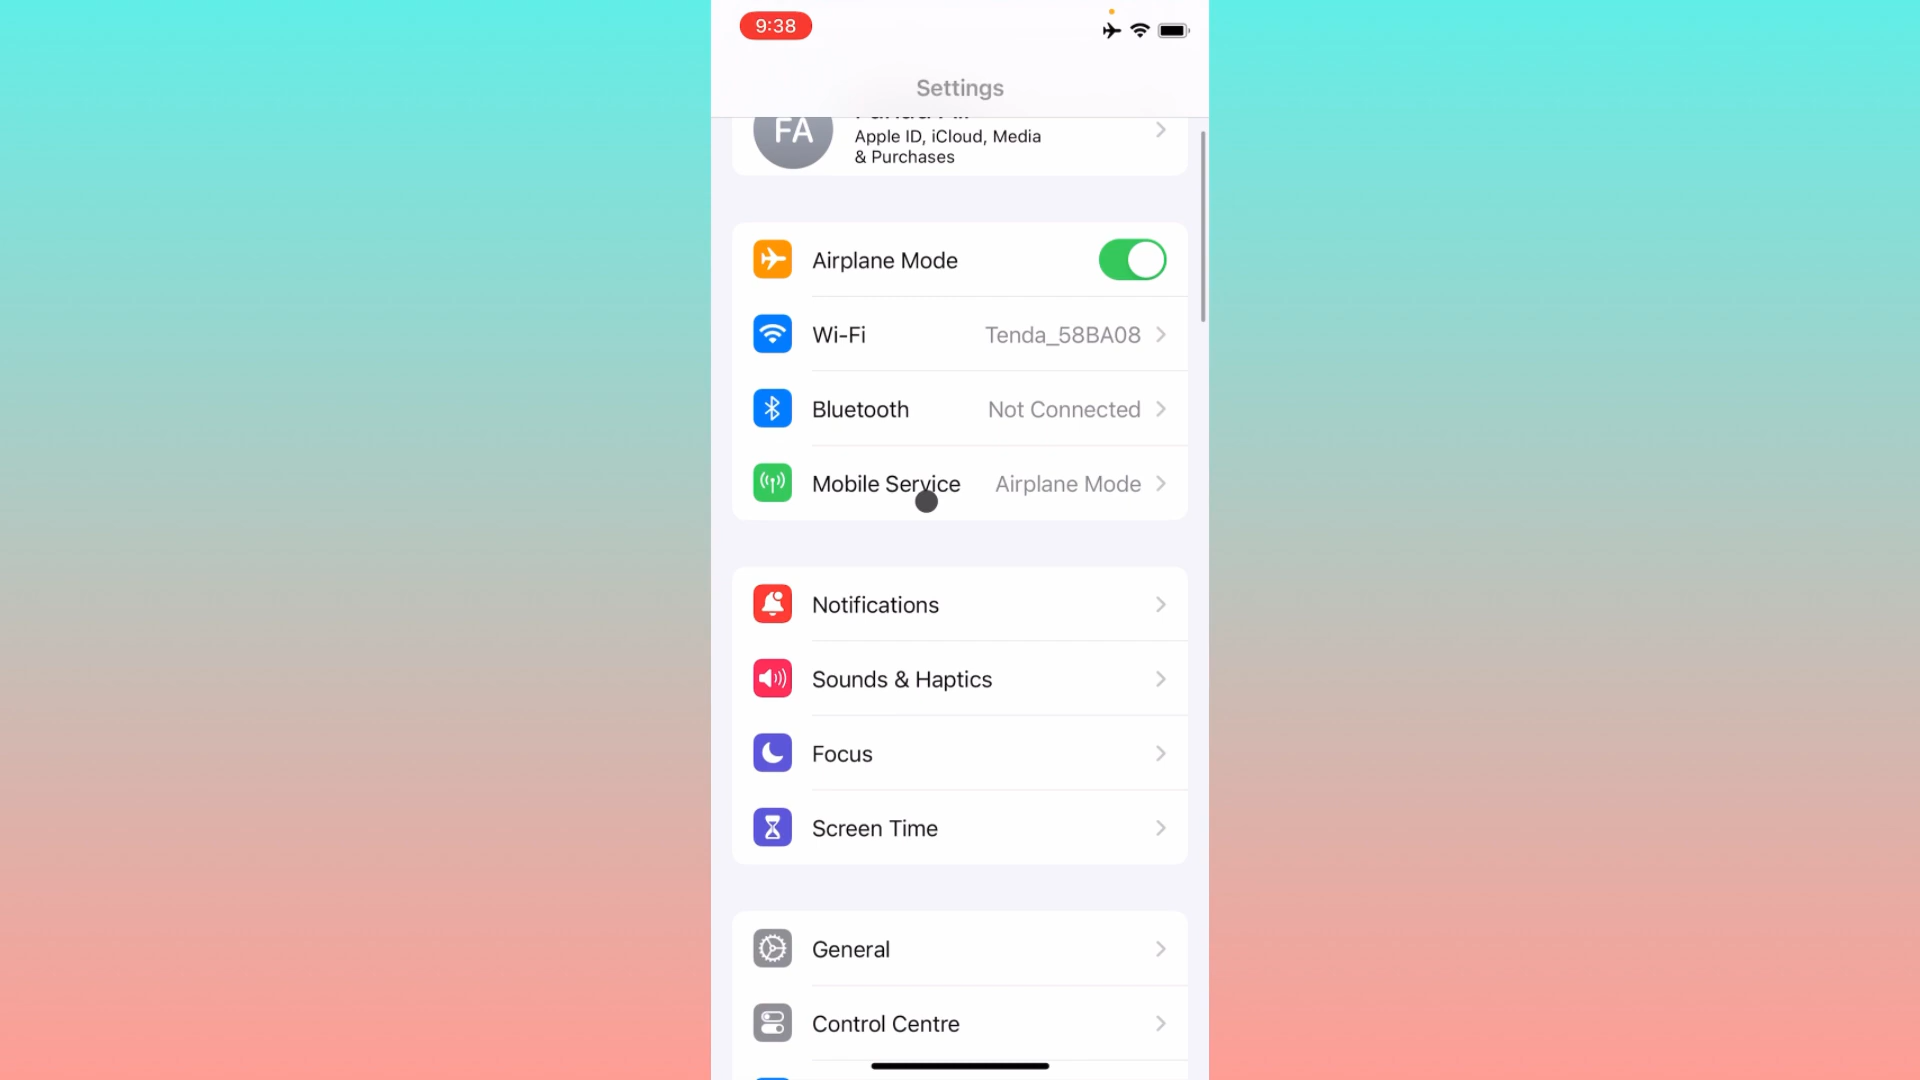 9:38
Settings
FA
Apple ID, iCloud, Media
& Purchases
Airplane Mode
Wi-Fi Tenda_58BA08
Bluetooth Not Connected
Mobile Service Airplane Mode
Notifications
Sounds & Haptics
Focus
Screen Time
General
Control Centre